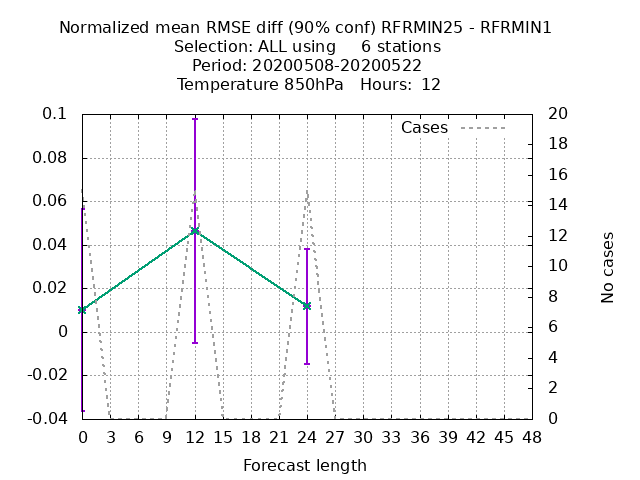 Normalized mean RMSE diff (90% conf) RFRMIN25 - RFRMIN1
Selection: ALL using     6 stations
Period: 20200508-20200522
Temperature 850hPa   Hours:  12
Cases
0.1
0.08
0.06
0.04
0.02
0
-0.02
-0.04
20
18
16
14
12
10
8
6
4
2
0
No cases
0 3 6 9 12 15 18 21 24 27 30 33 36 39 42 45 48
Forecast length